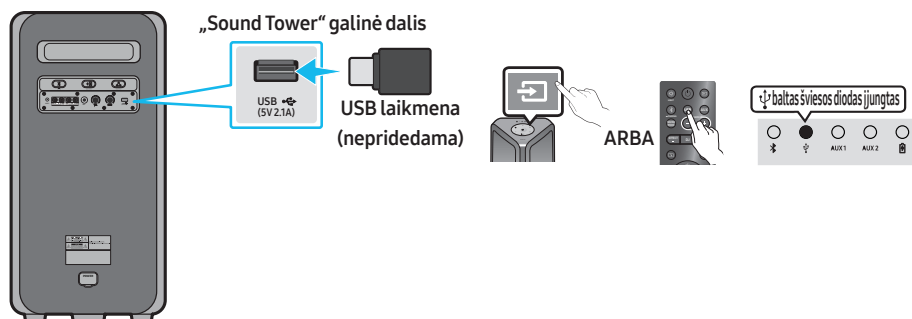 „Sound Tower“ galinė dalis
USB
(5V 2.1A)
USB laikmena
(nepridedama)
ARBA
baltas šviesos diodas įjungtas
AUX 1
AUX 2